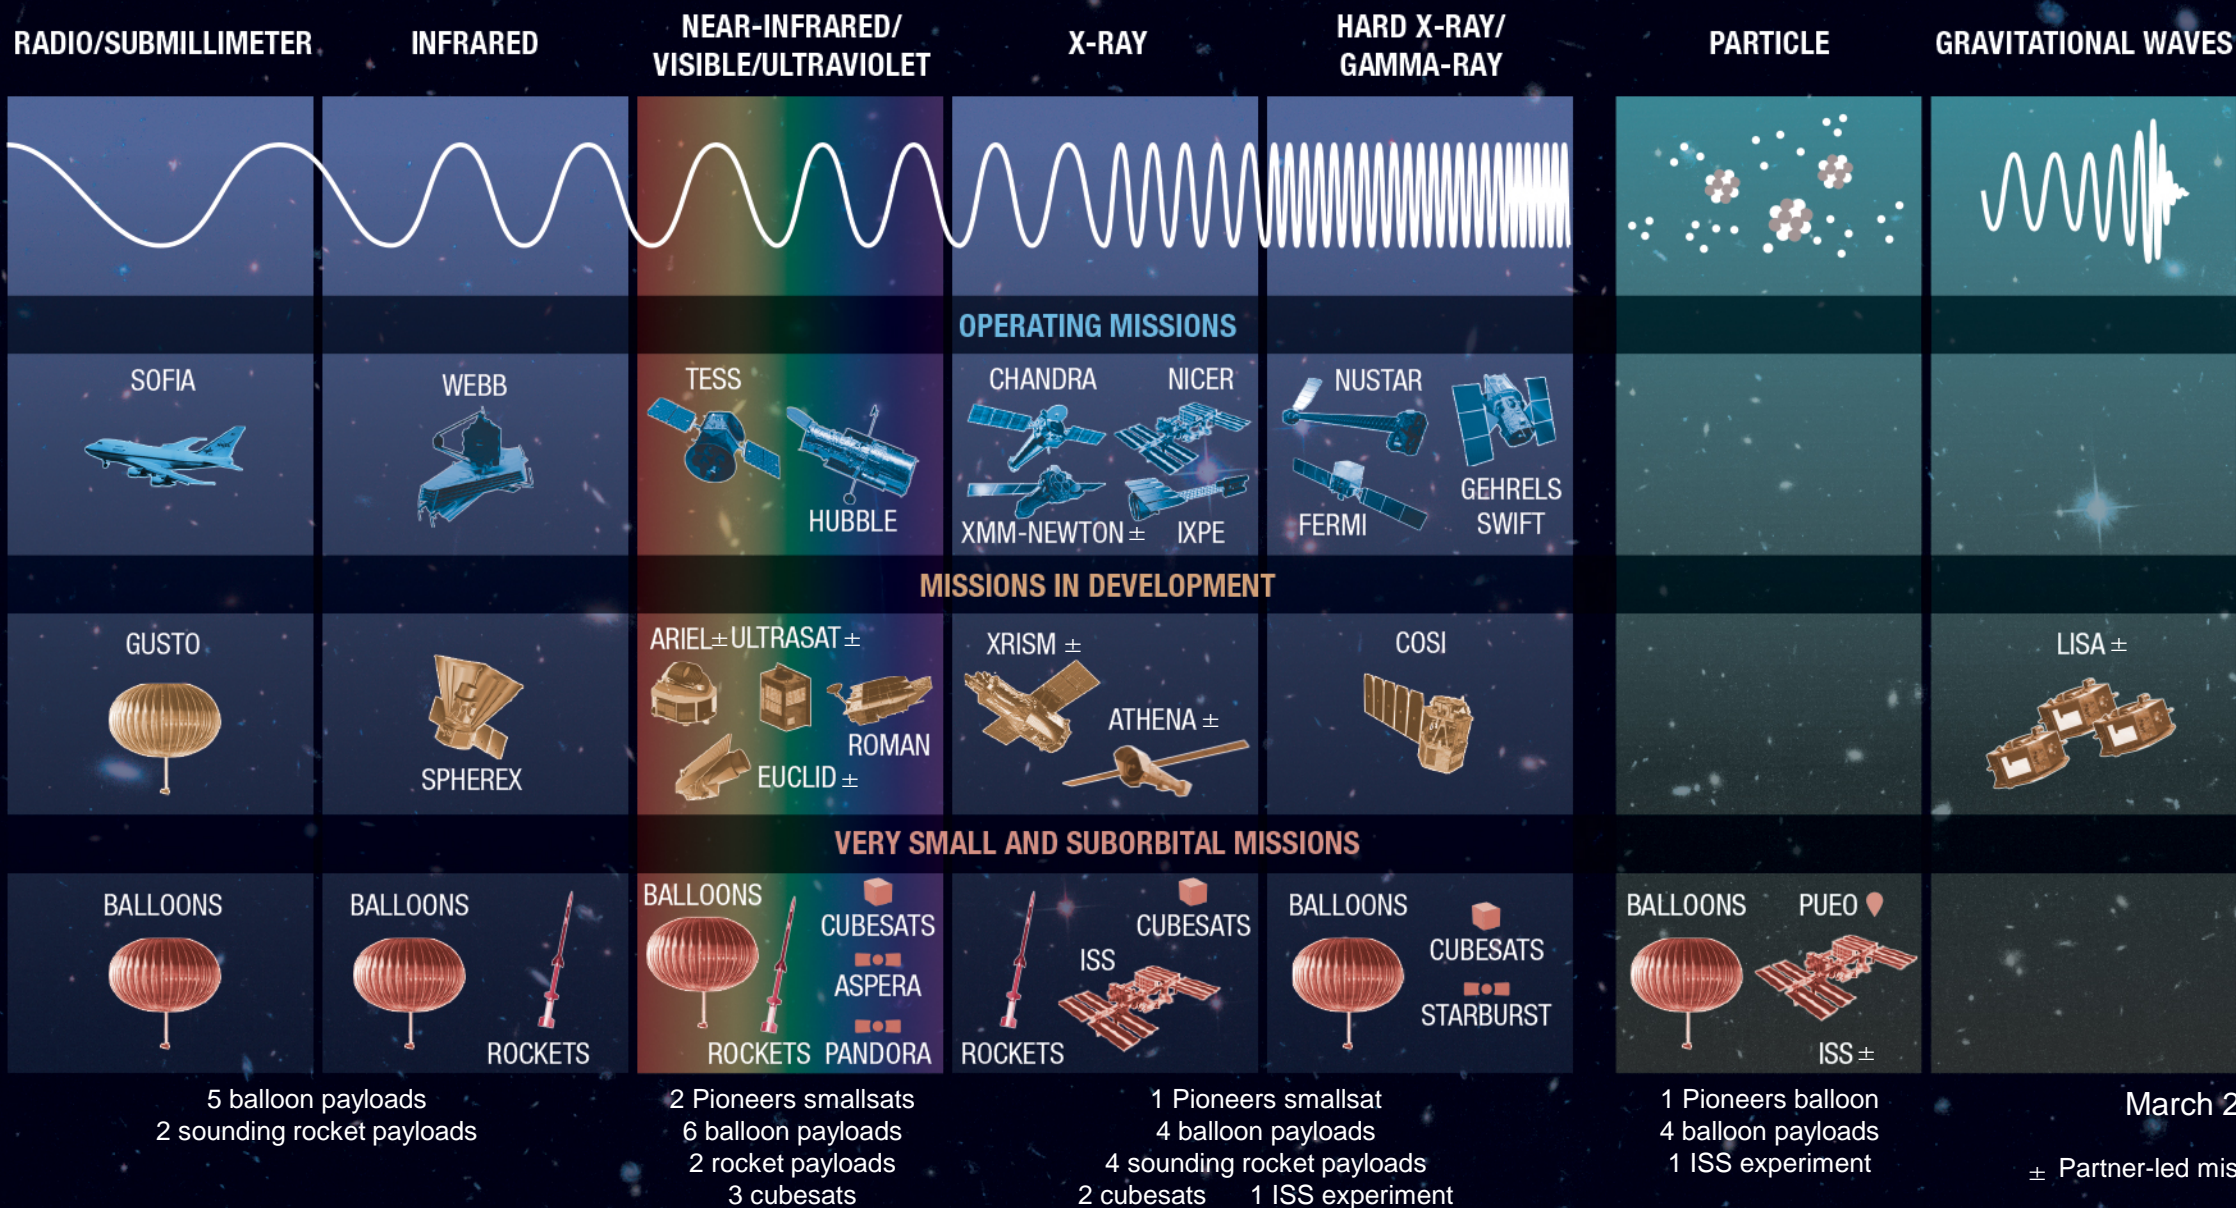 RADIO/SUBMILLIMETER
INFRARED
NEAR-INFRARED/
VISIBLE/ULTRAVIOLET
X-RAY
HARD X-RAY/
GAMMA-RAY
PARTICLE
GRAVITATIONAL WAVES
OPERATING MISSIONS
SOFIA
WEBB
TESS
HUBBLE
CHANDRA
NICER
XMM-NEWTON ±
IXPE
NUSTAR
FERMI
GEHRELS
SWIFT
MISSIONS IN DEVELOPMENT
GUSTO
SPHEREX
ARIEL ±
ULTRASAT ±
ROMAN
EUCLID ±
XRISM ±
ATHENA ±
COSI
LISA ±
VERY SMALL AND SUBORBITAL MISSIONS
BALLOONS
BALLOONS
ROCKETS
BALLOONS
CUBESATS
ASPERA
ROCKETS
PANDORA
CUBESATS
ISS
ROCKETS
BALLOONS
CUBESATS
STARBURST
BALLOONS
PUEO
ISS ±
5 balloon payloads
2 sounding rocket payloads
2 Pioneers smallsats
6 balloon payloads
2 rocket payloads
3 cubesats
1 Pioneers smallsat
4 balloon payloads
4 sounding rocket payloads
2 cubesats 1 ISS experiment
1 Pioneers balloon
4 balloon payloads
1 ISS experiment
March 2
± Partner-led mis